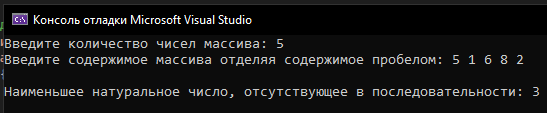 Консоль отладки Microsoft Visual Studio
Введите количество чисел массива: 5
Введите содержимое массива отделяя содержимое пробелом: 5 1 6 8 2
Наименьшее натуральное число, отсутствующее в последовательности: 3